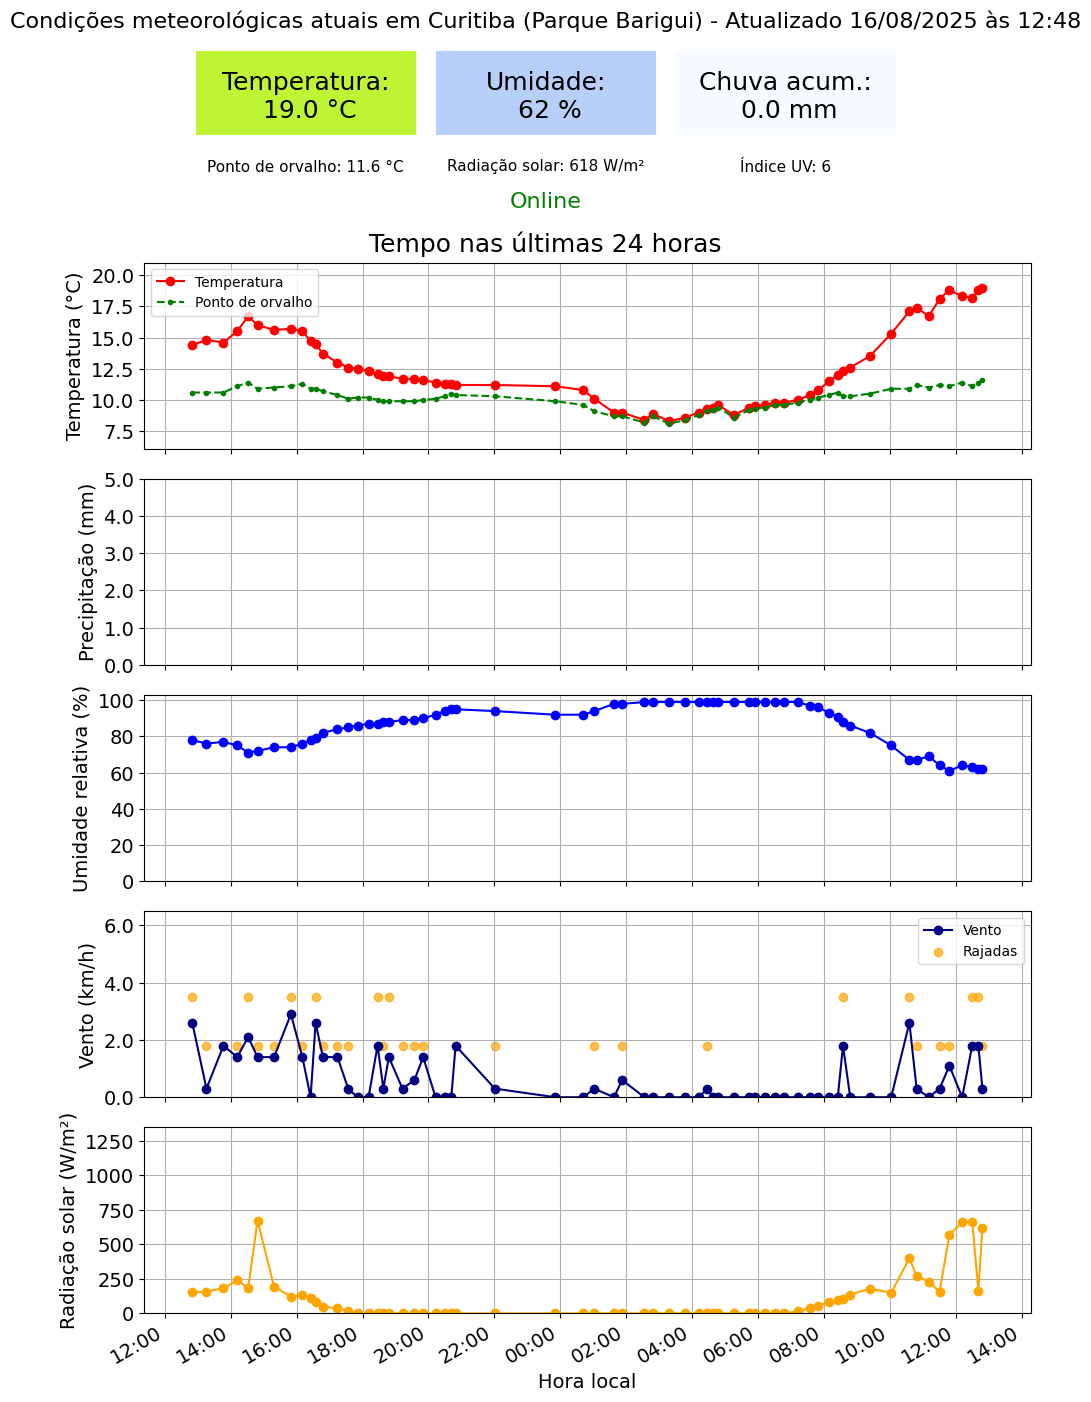 Condições meteorológicas atuais em Curitiba (Parque Barigui) - Atualizado 16/08/2025 às 12:48
Temperatura:
19.0 °C
Umidade:
62 %
Chuva acum.:
0.0 mm
Ponto de orvalho: 11.6 °C
Radiação solar: 618 W/m²
Índice UV: 6
Online
Tempo nas últimas 24 horas
Temperatura (°C)
20.0
17.5
15.0
12.5
10.0
7.5
Temperatura
Ponto de orvalho
Precipitação (mm)
5.0
4.0
3.0
2.0
1.0
0.0
Umidade relativa (%)
100
80
60
40
20
0
Vento (km/h)
6.0
4.0
2.0
0.0
Vento
Rajadas
Radiação solar (W/m²)
1250
1000
750
500
250
0
12:00
14:00
16:00
18:00
20:00
22:00
00:00
02:00
04:00
06:00
08:00
10:00
12:00
14:00
Hora local